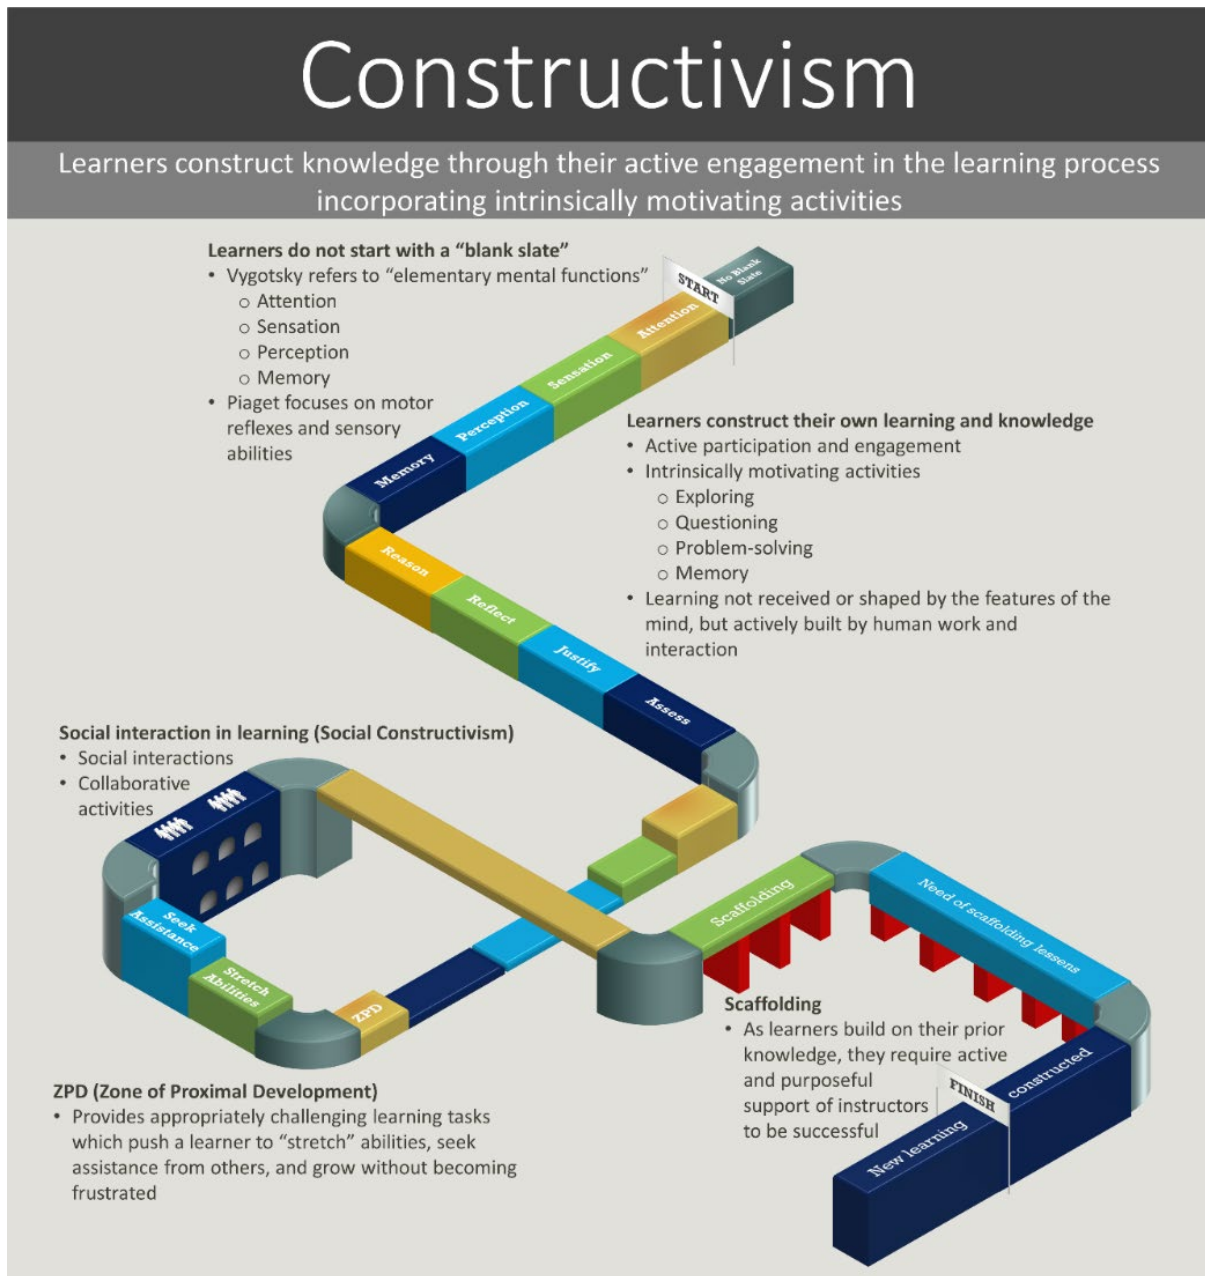 Constructivism
Learners construct knowledge through their active engagement in the learning process
incorporating intrinsically motivating activities
Learners do not start with a “blank slate”
• Vygotsky refers to “elementary mental functions”
o Attention
o Sensation
o Perception
o Memory
• Piaget focuses on motor
reflexes and sensory
abilities
No Blank
Slate
START
Attention
Sensation
Perception
Memory
Learners construct their own learning and knowledge
• Active participation and engagement
• Intrinsically motivating activities
o Exploring
o Questioning
o Problem-solving
o Memory
• Learning not received or shaped by the features of the
mind, but actively built by human work and
interaction
Reason
Reflect
Justify
Assess
Social interaction in learning (Social Constructivism)
• Social interactions
• Collaborative
activities
Seek
Assistance
Stretch
Abilities
ZPD
ZPD (Zone of Proximal Development)
• Provides appropriately challenging learning tasks
which push a learner to “stretch” abilities, seek
assistance from others, and grow without becoming
frustrated
Scaffolding
Need of scaffolding lessens
Scaffolding
• As learners build on their prior
knowledge, they require active
and purposeful
support of instructors
to be successful
FINISH
New learning constructed